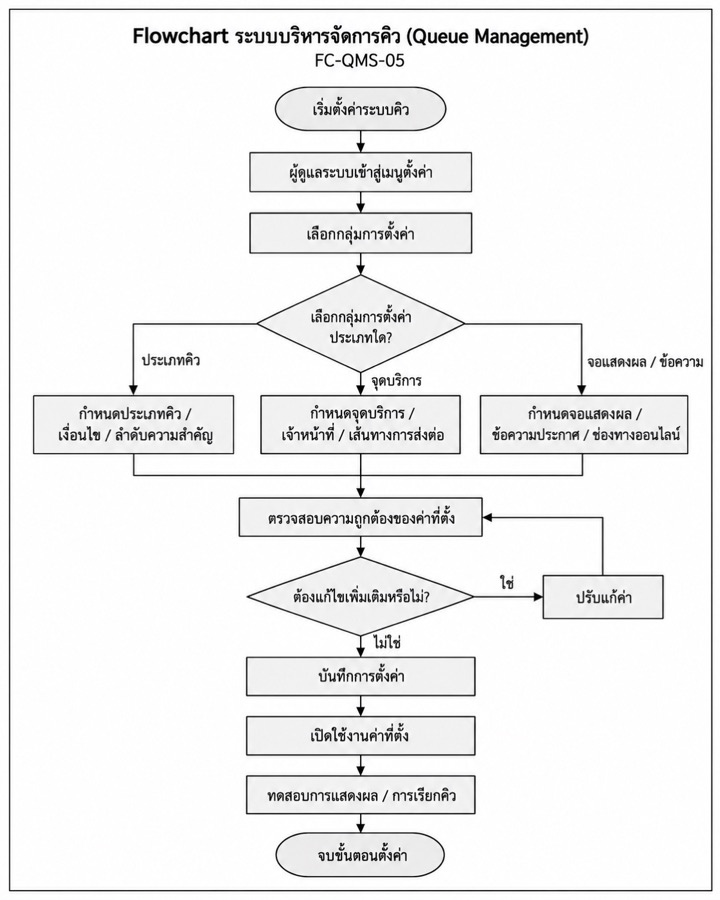 Flowchart ระบบบริหารจัดการคิว (Queue Management)
FC-QMS-05
เริ่มตั้งค่าระบบคิว
ผู้ดูแลระบบเข้าสู่เมนูตั้งค่า
เลือกกลุ่มการตั้งค่า
เลือกกลุ่มการตั้งค่า
ประเภทใด?
ประเภทคิว
จุดบริการ
จอแสดงผล / ข้อความ
กำหนดประเภทคิว /
เงื่อนไข / ลำดับความสำคัญ
กำหนดจุดบริการ /
เจ้าหน้าที่ / เส้นทางการส่งต่อ
กำหนดจอแสดงผล /
ข้อความประกาศ / ช่องทางออนไลน์
ตรวจสอบความถูกต้องของค่าที่ตั้ง
ต้องแก้ไขเพิ่มเติมหรือไม่?
ใช่
ปรับแก้ค่า
ไม่ใช่
บันทึกการตั้งค่า
เปิดใช้งานค่าที่ตั้ง
ทดสอบการแสดงผล / การเรียกคิว
จบขั้นตอนตั้งค่า